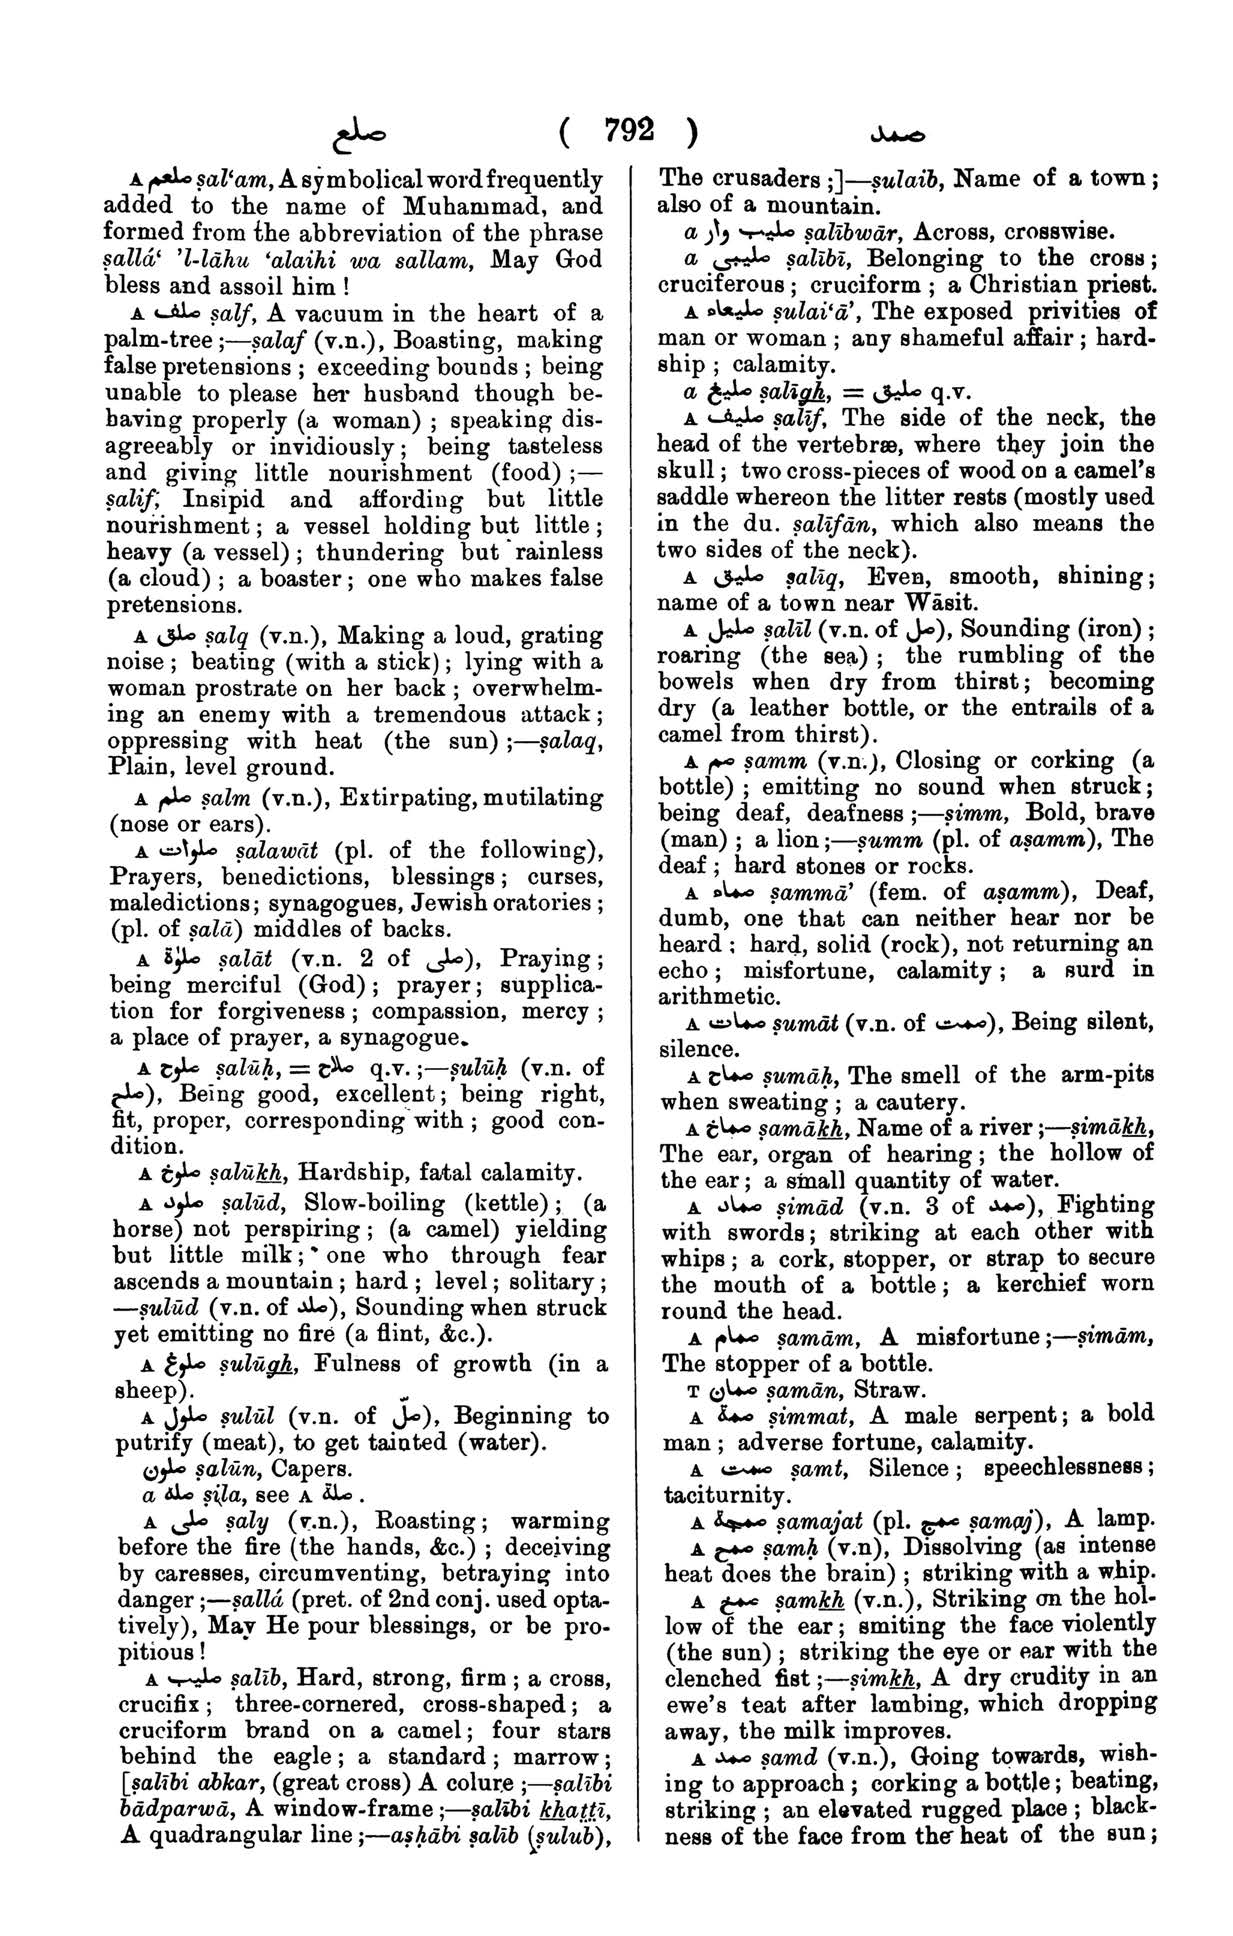 صلع ( 792 ) صمد
A صلعم ṣal‘am, A symbolical word frequently
added to the name of Muhammad, and
formed from the abbreviation of the phrase
ṣallá‘ ’l-lāhu ‘alaihi wa sallam, May God
bless and assoil him !
A صلف ṣalf, A vacuum in the heart of a
palm-tree ;—ṣalaf (v.n.), Boasting, making
false pretensions ; exceeding bounds ; being
unable to please her husband though be-
having properly (a woman) ; speaking dis-
agreeably or invidiously ; being tasteless
and giving little nourishment (food) ;—
ṣalif, Insipid and affording but little
nourishment ; a vessel holding but little ;
heavy (a vessel) ; thundering but rainless
(a cloud) ; a boaster ; one who makes false
pretensions.
A صلق ṣalq (v.n.), Making a loud, grating
noise ; beating (with a stick) ; lying with a
woman prostrate on her back ; overwhelm-
ing an enemy with a tremendous attack ;
oppressing with heat (the sun) ;—ṣalaq,
Plain, level ground.
A صلم ṣalm (v.n.), Extirpating, mutilating
(nose or ears).
A صلوات ṣalawāt (pl. of the following),
Prayers, benedictions, blessings ; curses,
maledictions ; synagogues, Jewish oratories ;
(pl. of ṣalā) middles of backs.
A صلوٰة ṣalāt (v.n. 2 of صلى), Praying ;
being merciful (God) ; prayer ; supplica-
tion for forgiveness ; compassion, mercy ;
a place of prayer, a synagogue.
A صلوح ṣalūḥ, = صلاح q.v. ;—ṣulūḥ (v.n. of
صلح), Being good, excellent ; being right,
fit, proper, corresponding with ; good con-
dition.
A صلوخ ṣalūkh, Hardship, fatal calamity.
A صلود ṣalūd, Slow-boiling (kettle) ; (a
horse) not perspiring ; (a camel) yielding
but little milk ; one who through fear
ascends a mountain ; hard ; level ; solitary ;
—ṣulūd (v.n. of صلد), Sounding when struck
yet emitting no fire (a flint, &c.).
A صلوغ ṣulūgh, Fulness of growth (in a
sheep).
A صلول ṣulūl (v.n. of صلّ), Beginning to
putrify (meat), to get tainted (water).
صلون ṣalūn, Capers.
a صله ṣila, see A صلة .
A صلى ṣaly (v.n.), Roasting ; warming
before the fire (the hands, &c.) ; deceiving
by caresses, circumventing, betraying into
danger ;—ṣallá (pret. of 2nd conj. used opta-
tively), May He pour blessings, or be pro-
pitious !
A صليب ṣalīb, Hard, strong, firm ; a cross,
crucifix ; three-cornered, cross-shaped ; a
cruciform brand on a camel ; four stars
behind the eagle ; a standard ; marrow ;
[ṣalībi abkar, (great cross) A colure ;—ṣalībi
bādparwā, A window-frame ;—ṣalībi khaṭṭī,
A quadrangular line ;—aṣḥābi ṣalīb (ṣulub),
The crusaders ;]—ṣulaib, Name of a town ;
also of a mountain.
a صليب وار ṣalībwār, Across, crosswise.
a صليبى ṣalībī, Belonging to the cross ;
cruciferous ; cruciform ; a Christian priest.
A صليعاء ṣulai‘ā’, The exposed privities of
man or woman ; any shameful affair ; hard-
ship ; calamity.
a صليغ ṣalīgh, = صليق q.v.
A صليف ṣalīf, The side of the neck, the
head of the vertebræ, where they join the
skull ; two cross-pieces of wood on a camel's
saddle whereon the litter rests (mostly used
in the du. ṣalīfān, which also means the
two sides of the neck).
A صليق ṣalīq, Even, smooth, shining ;
name of a town near Wāsit.
A صليل ṣalīl (v.n. of صل), Sounding (iron) ;
roaring (the sea) ; the rumbling of the
bowels when dry from thirst ; becoming
dry (a leather bottle, or the entrails of a
camel from thirst).
A صم ṣamm (v.n.), Closing or corking (a
bottle) ; emitting no sound when struck ;
being deaf, deafness ;—ṣimm, Bold, brave
(man) ; a lion ;—ṣumm (pl. of aṣamm), The
deaf ; hard stones or rocks.
A صماء ṣammā’ (fem. of aṣamm), Deaf,
dumb, one that can neither hear nor be
heard ; hard, solid (rock), not returning an
echo ; misfortune, calamity ; a surd in
arithmetic.
A صمات ṣumāt (v.n. of صمت), Being silent,
silence.
A صماح ṣumāḥ, The smell of the arm-pits
when sweating ; a cautery.
A صماخ ṣamākh, Name of a river ;—ṣimākh,
The ear, organ of hearing ; the hollow of
the ear ; a small quantity of water.
A صماد ṣimād (v.n. 3 of صمد), Fighting
with swords ; striking at each other with
whips ; a cork, stopper, or strap to secure
the mouth of a bottle ; a kerchief worn
round the head.
A صمام ṣamām, A misfortune ;—ṣimām,
The stopper of a bottle.
T صمان ṣamān, Straw.
A صمة ṣimmat, A male serpent ; a bold
man ; adverse fortune, calamity.
A صمت ṣamt, Silence ; speechlessness ;
taciturnity.
A صمجة ṣamajat (pl. صمج ṣamaj), A lamp.
A صمح ṣamḥ (v.n), Dissolving (as intense
heat does the brain) ; striking with a whip.
A صمخ ṣamkh (v.n.), Striking on the hol-
low of the ear ; smiting the face violently
(the sun) ; striking the eye or ear with the
clenched fist ;—ṣimkh, A dry crudity in an
ewe's teat after lambing, which dropping
away, the milk improves.
A صمد ṣamd (v.n.), Going towards, wish-
ing to approach ; corking a bottle ; beating,
striking ; an elevated rugged place ; black-
ness of the face from the heat of the sun ;